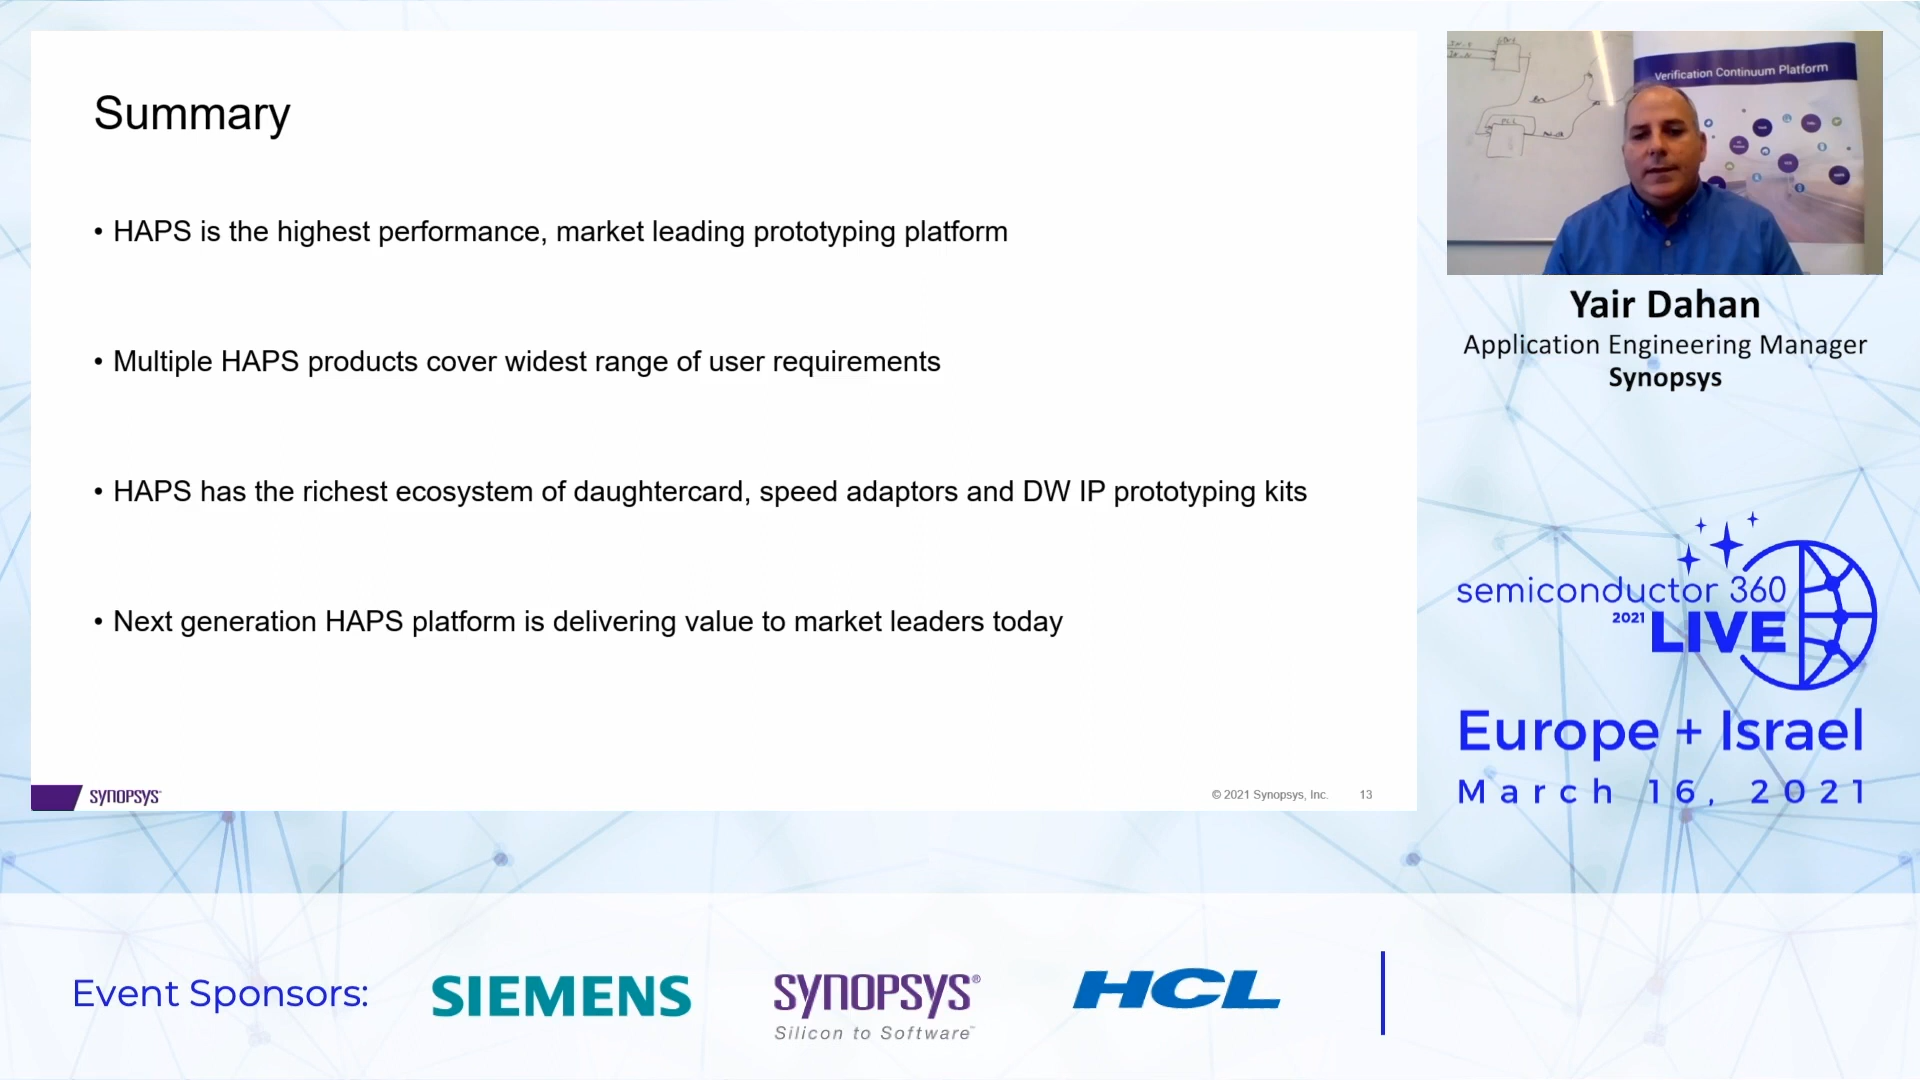 Summary
• HAPS is the highest performance, market leading prototyping platform
• Multiple HAPS products cover widest range of user requirements
• HAPS has the richest ecosystem of daughtercard, speed adaptors and DW IP prototyping kits
• Next generation HAPS platform is delivering value to market leaders today
SYNOPSYS
© 2021 Synopsys, Inc. 13
Verification Continuum Platform
Yair Dahan
Application Engineering Manager
Synopsys
semiconductor 360
2021 LIVE
Europe + Israel
March 16, 2021
Event Sponsors:
SIEMENS
SYNOPSYS®
Silicon to Software™
HCL